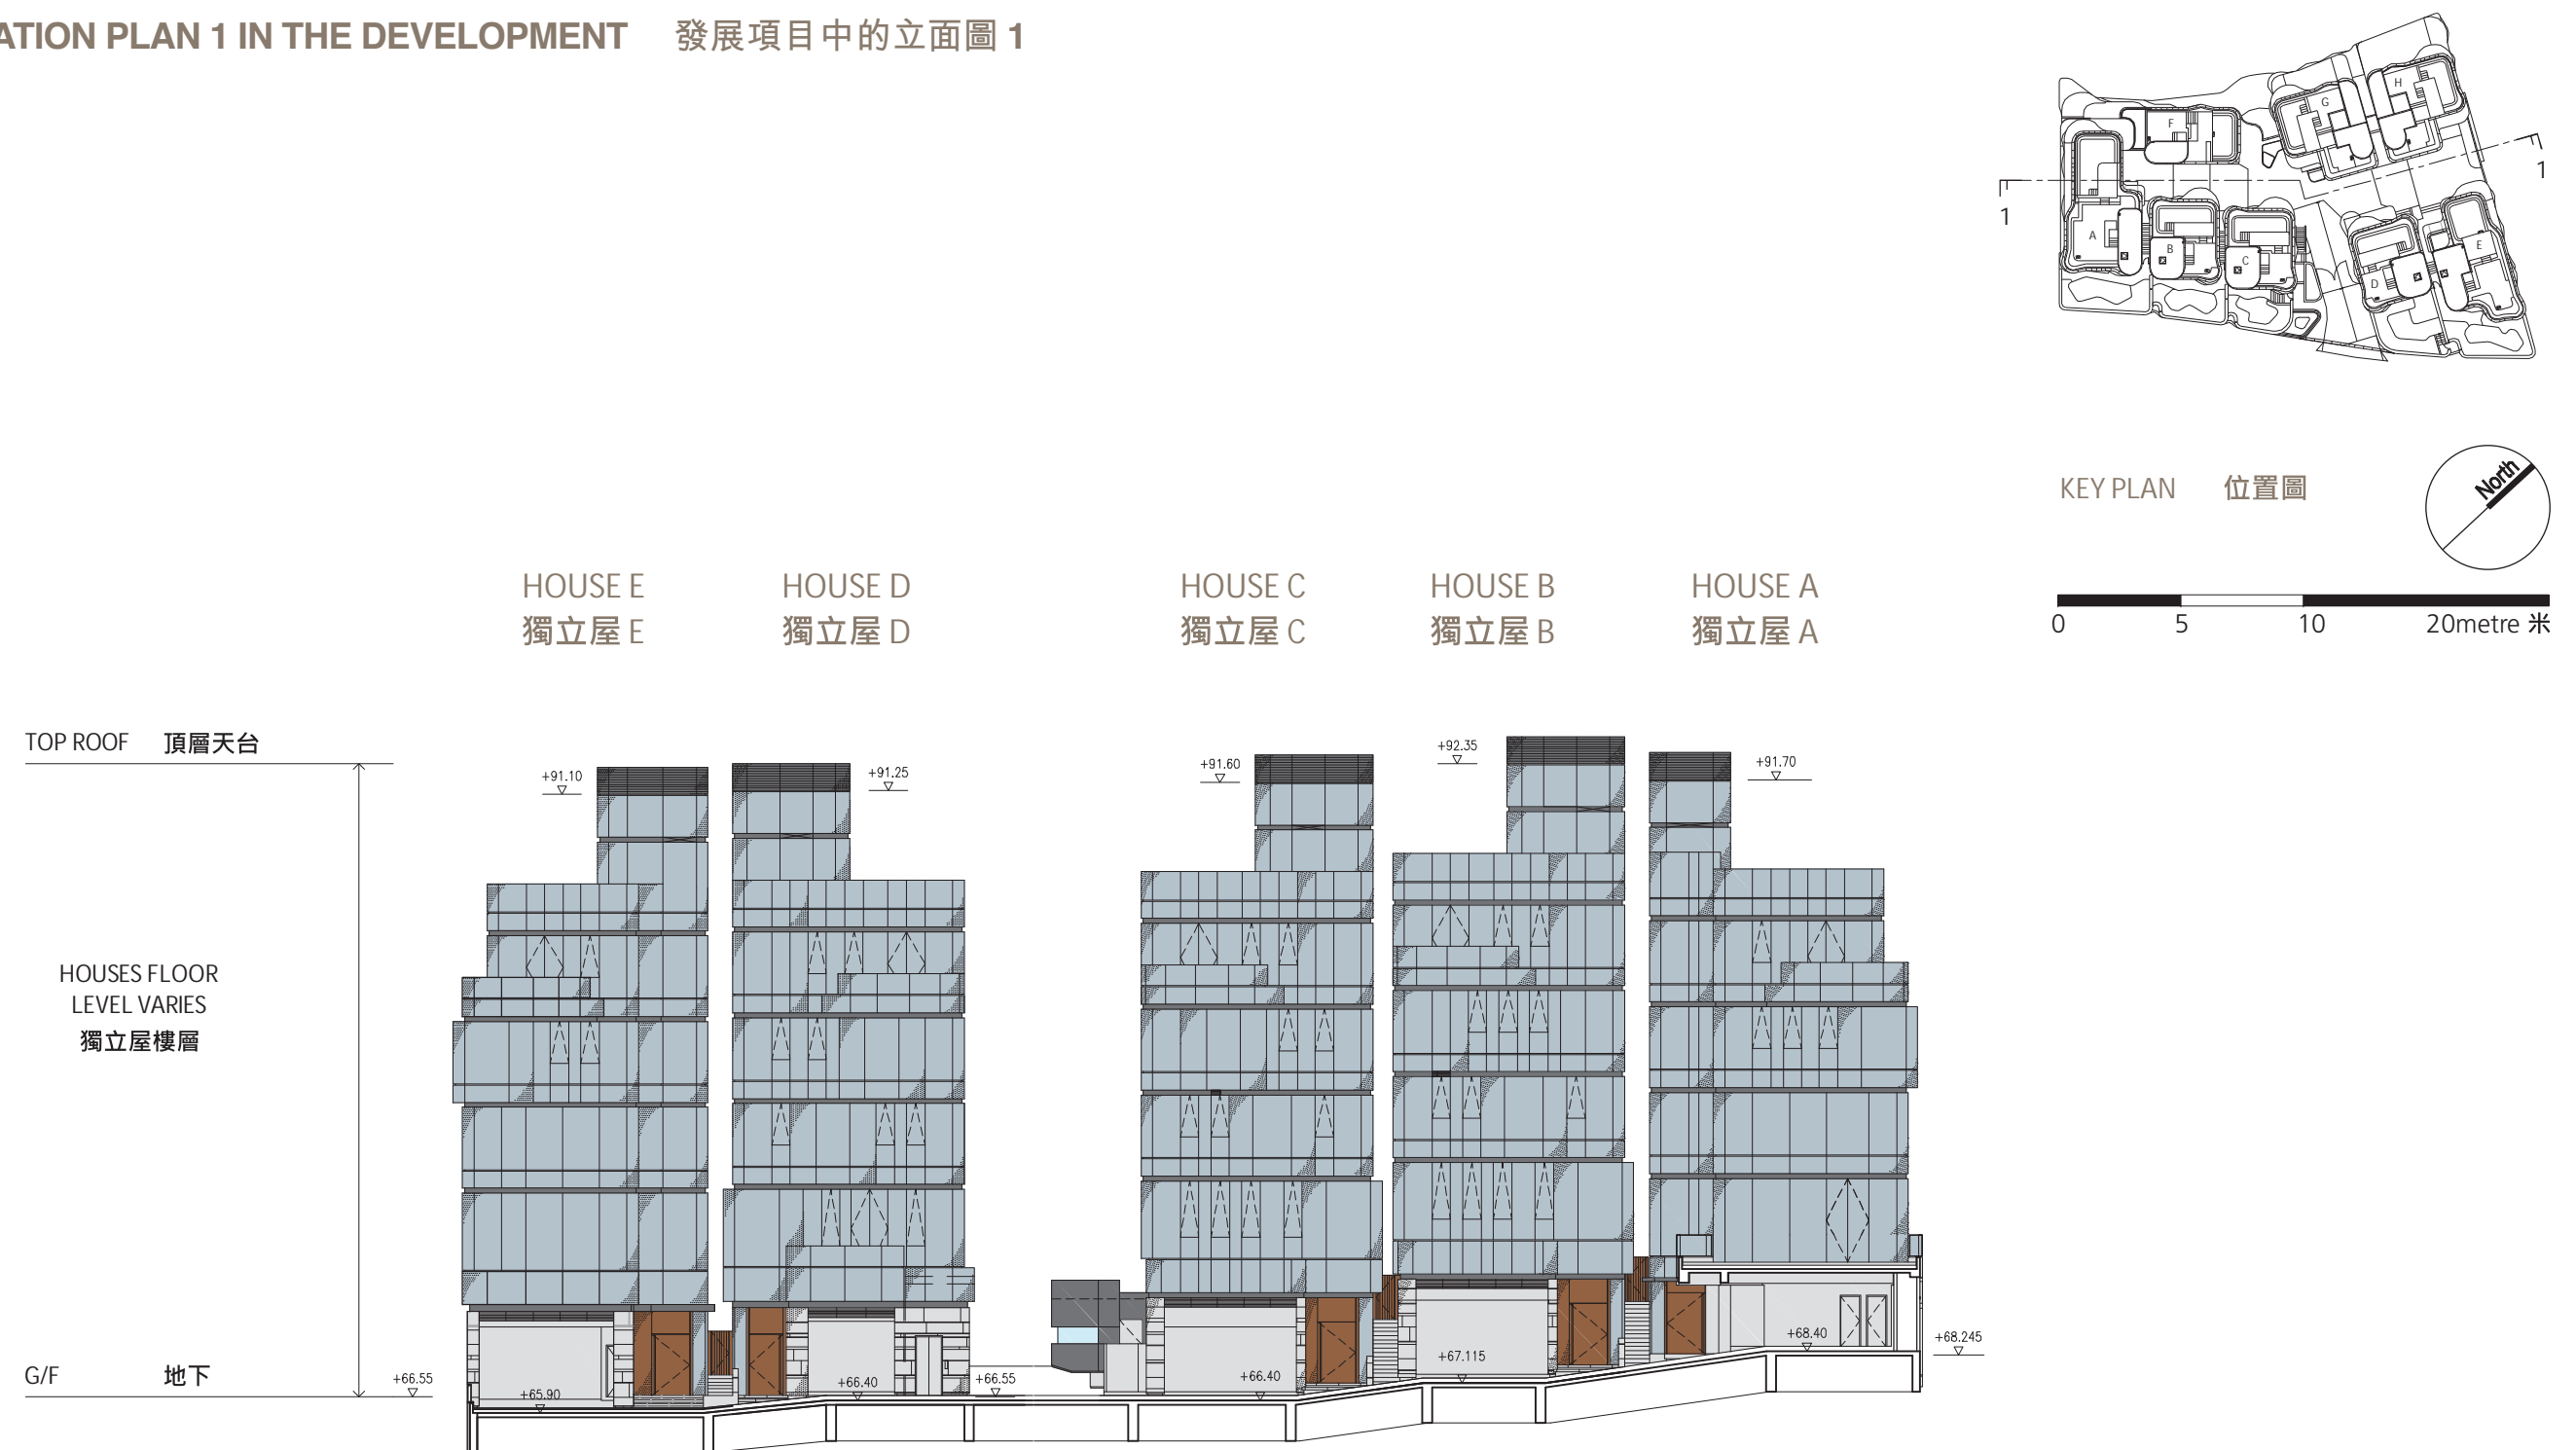 ATION PLAN 1 IN THE DEVELOPMENT 發展項目中的立面圖 1
H
G
F
1
1
A
B
C
D
E
KEY PLAN 位置圖
North
0 5 10 20metre 米
HOUSE E HOUSE D HOUSE C HOUSE B HOUSE A
獨立屋 E 獨立屋 D 獨立屋 C 獨立屋 B 獨立屋 A
TOP ROOF 頂層天台
+91.10 +91.25 +91.60 +92.35 +91.70
HOUSES FLOOR
LEVEL VARIES
獨立屋樓層
G/F 地下
+66.55 +65.90 +66.40 +66.55 +66.40 +67.115 +68.40 +68.245